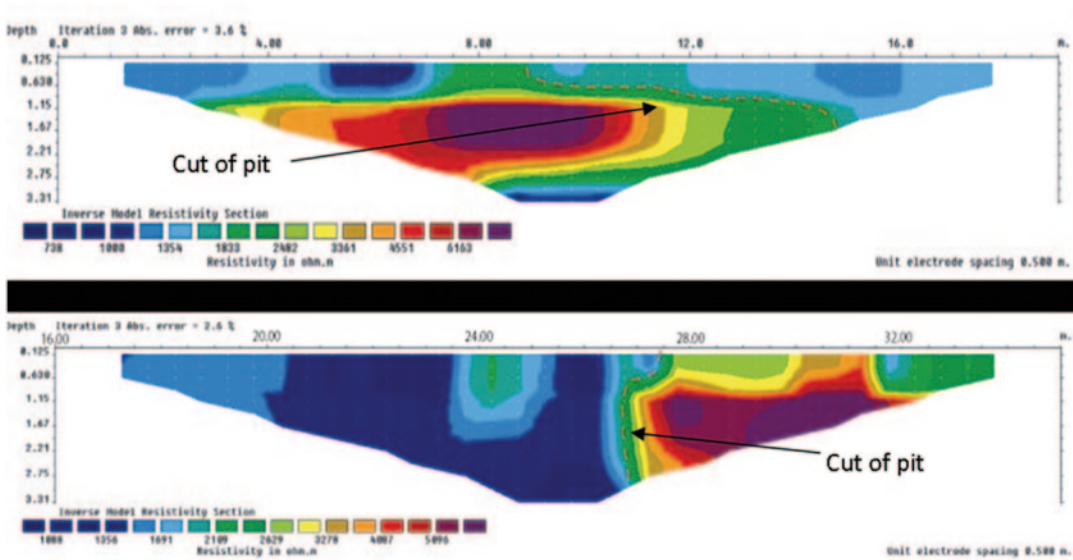 Depth Iteration 3 Abs. error = 3.6 %
0.0 4.00 8.00 12.0 16.0 m.
0.125
0.630
1.15
1.67
2.21
2.75
3.31
Cut of pit
Inverse Model Resistivity Section
738 1000 1354 1833 2482 3361 4551 6163
Resistivity in ohm.m
Unit electrode spacing 0.500 m.
Depth Iteration 3 Abs. error = 2.6 %
16.00 20.00 24.00 28.00 32.00 m.
0.125
0.630
1.15
1.67
2.21
2.75
3.31
Cut of pit
Inverse Model Resistivity Section
1088 1356 1691 2109 2629 3278 4087 5096
Resistivity in ohm.m
Unit electrode spacing 0.500 m.